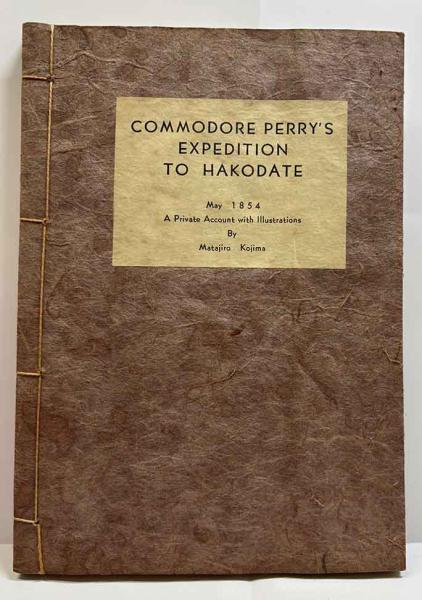 COMMODORE PERRY'S
EXPEDITION
TO HAKODATE
May 1854
A Private Account with Illustrations
By
Matajiro Kojima